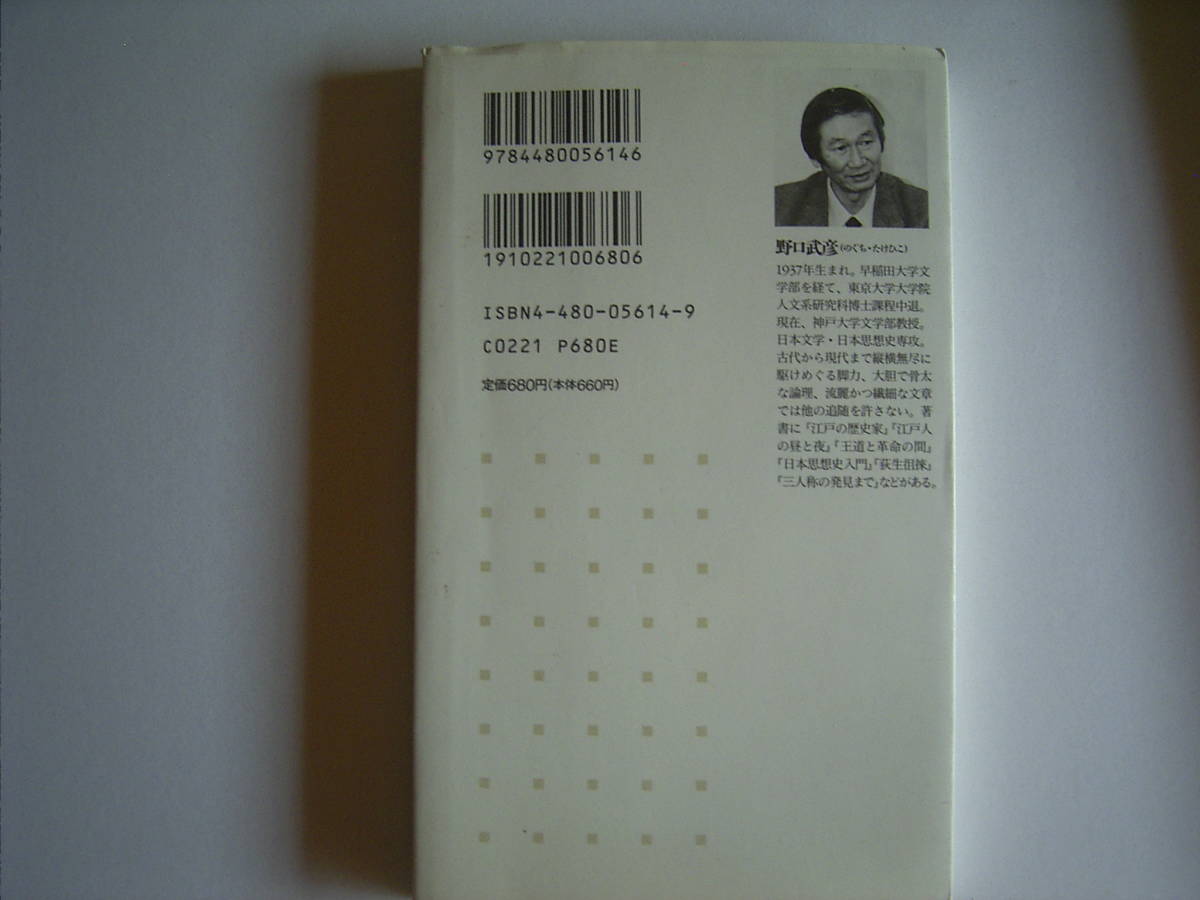 9784480056146
1910221006806
ISBN4-480-05614-9
C0221 P680E
定価680円(本体660円)
野口武彦(のぐち・たけひこ)
1937年生まれ。早稲田大学文
学部を経て、東京大学大学院
人文系研究科博士課程中退。
現在、神戸大学文学部教授。
日本文学・日本思想史専攻。
古代から現代まで縦横無尽に
駆けめぐる脚力、大胆で骨太
な論理、流麗かつ繊細な文章
では他の追随を許さない。著
書に『江戸の歴史家』『江戸人
の昼と夜』『王道と革命の間』
『日本思想史入門』『荻生徂徠』
『三人称の発見まで』などがある。